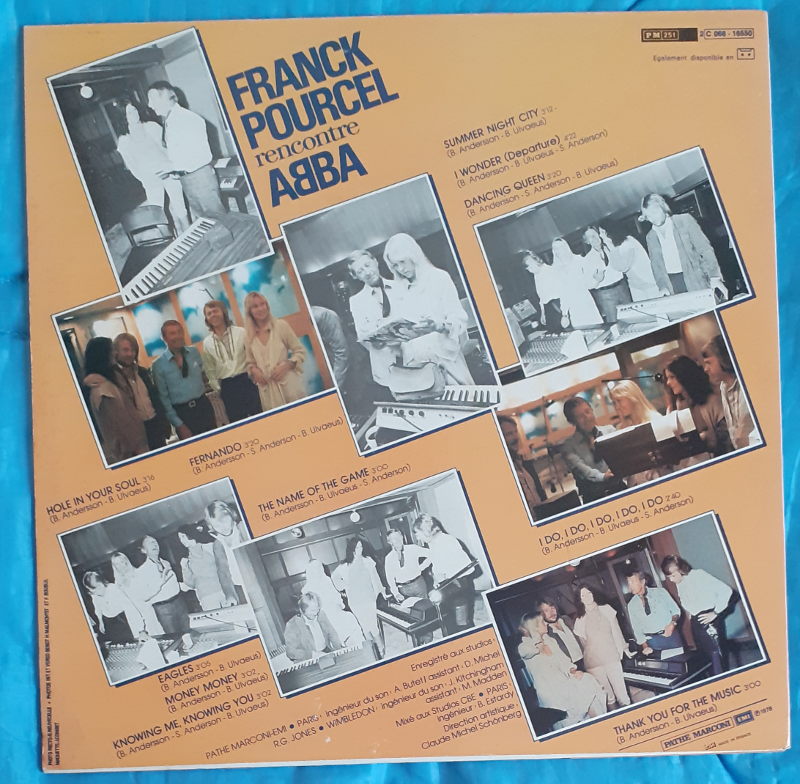 PM 251 2C 068 - 16550
Egalement disponible en
FRANCK
POURCEL
rencontre
ABBA
SUMMER NIGHT CITY 3'12
(B. Andersson - B. Ulvaeus)
I WONDER (Departure) 4'22
(B. Andersson - B. Ulvaeus - S. Anderson)
DANCING QUEEN 3'20
(B. Andersson - S. Anderson - B. Ulvaeus)
FERNANDO 3'20
(B. Andersson - S. Anderson - B. Ulvaeus)
HOLE IN YOUR SOUL 3'16
(B. Andersson - B. Ulvaeus)
THE NAME OF THE GAME 3'00
(B. Andersson - B. Ulvaeus - S. Anderson)
I DO, I DO, I DO, I DO, I DO 2'40
(B. Andersson - B. Ulvaeus - S. Anderson)
EAGLES 3'05
(B. Andersson - B. Ulvaeus)
MONEY MONEY 3'02
(B. Andersson - B. Ulvaeus)
KNOWING ME, KNOWING YOU 3'02
(B. Andersson - S. Anderson - B. Ulvaeus)
Enregistré aux studios :
PATHE MARCONI-EMI • PARIS : ingénieur du son : A. Butet / assistant : D. Michel
R.G. JONES • WIMBLEDON : ingénieur du son : J. Kitchingham
assistant : M. Madden
Mixé aux Studios CBE • PARIS
ingénieur : B. Estardy
Direction artistique :
Claude Michel Schönberg
THANK YOU FOR THE MUSIC 3'00
(B. Andersson - B. Ulvaeus)
PATHE MARCONI EMI ℗ 1978